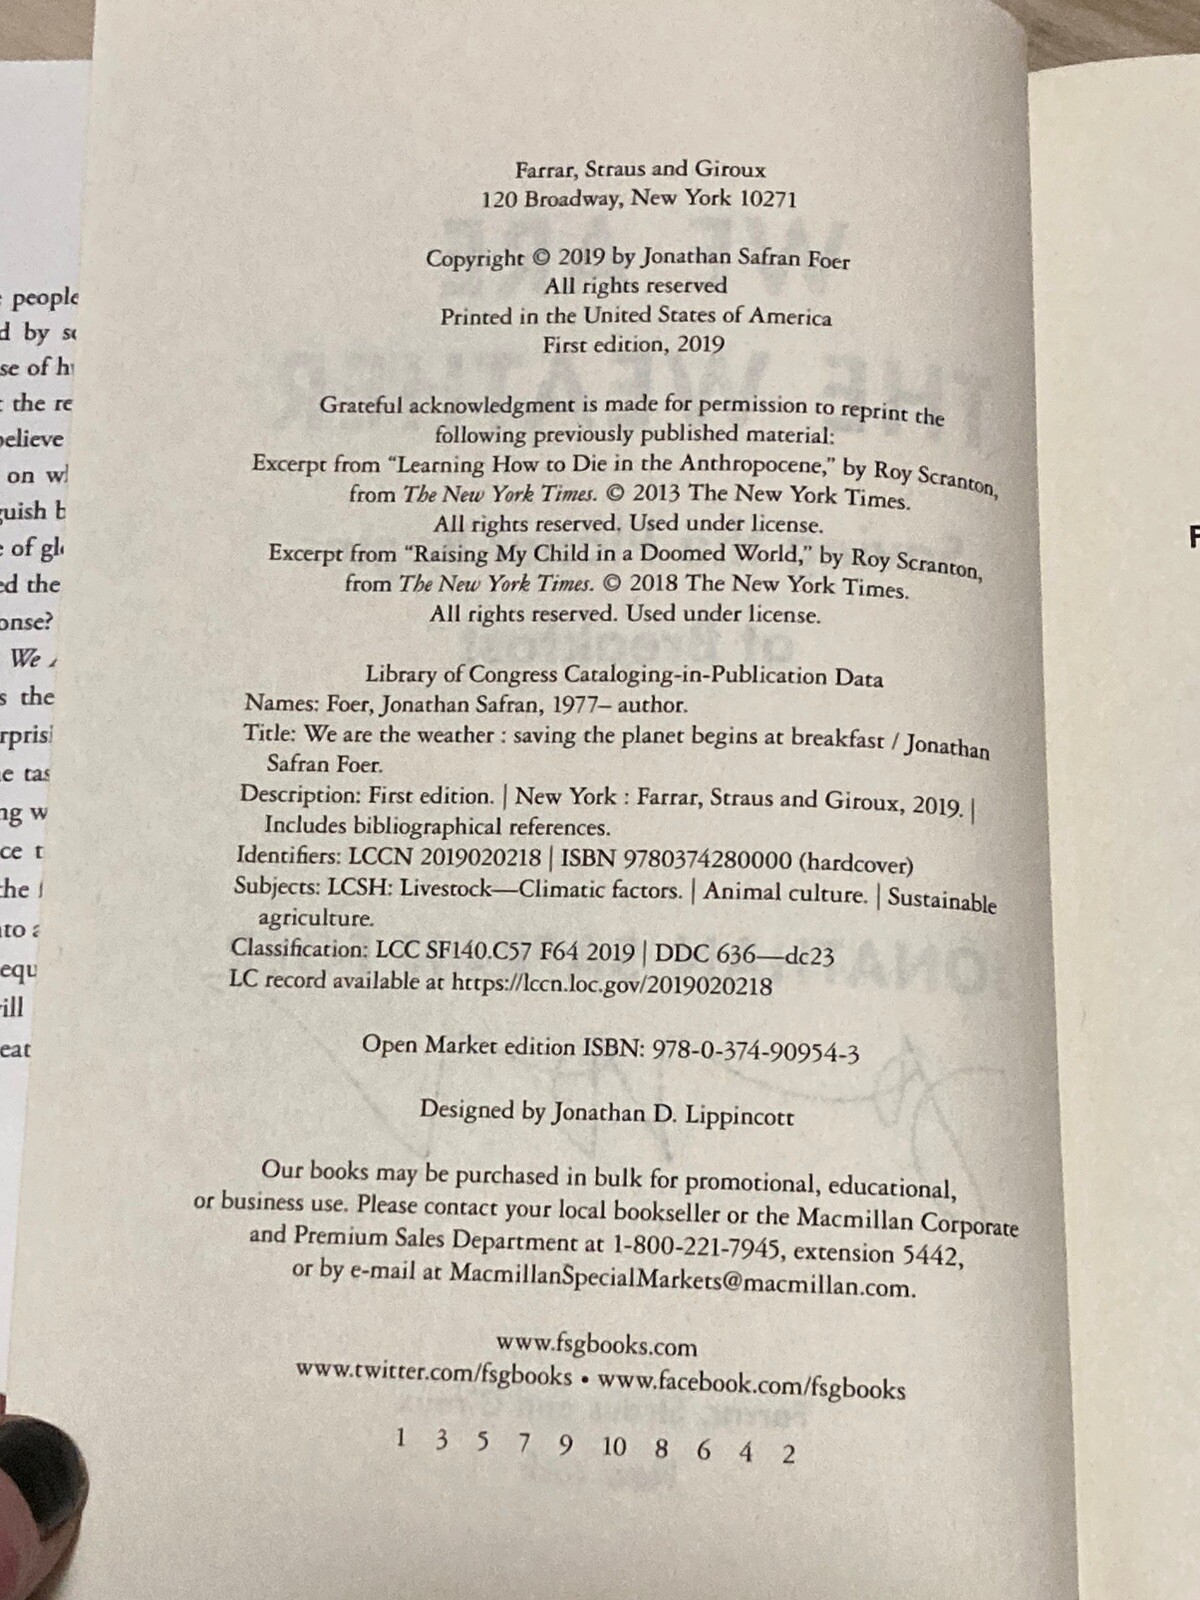 Farrar, Straus and Giroux
120 Broadway, New York 10271
Copyright © 2019 by Jonathan Safran Foer
All rights reserved
Printed in the United States of America
First edition, 2019
Grateful acknowledgment is made for permission to reprint the
following previously published material:
Excerpt from “Learning How to Die in the Anthropocene,” by Roy Scranton,
from The New York Times. © 2013 The New York Times.
All rights reserved. Used under license.
Excerpt from “Raising My Child in a Doomed World,” by Roy Scranton,
from The New York Times. © 2018 The New York Times.
All rights reserved. Used under license.
Library of Congress Cataloging-in-Publication Data
Names: Foer, Jonathan Safran, 1977– author.
Title: We are the weather : saving the planet begins at breakfast / Jonathan
Safran Foer.
Description: First edition. | New York : Farrar, Straus and Giroux, 2019. |
Includes bibliographical references.
Identifiers: LCCN 2019020218 | ISBN 9780374280000 (hardcover)
Subjects: LCSH: Livestock—Climatic factors. | Animal culture. | Sustainable
agriculture.
Classification: LCC SF140.C57 F64 2019 | DDC 636—dc23
LC record available at https://lccn.loc.gov/2019020218
Open Market edition ISBN: 978-0-374-90954-3
Designed by Jonathan D. Lippincott
Our books may be purchased in bulk for promotional, educational,
or business use. Please contact your local bookseller or the Macmillan Corporate
and Premium Sales Department at 1-800-221-7945, extension 5442,
or by e-mail at MacmillanSpecialMarkets@macmillan.com.
www.fsgbooks.com
www.twitter.com/fsgbooks • www.facebook.com/fsgbooks
1 3 5 7 9 10 8 6 4 2
people
by
of
the
on
of
the
We
the